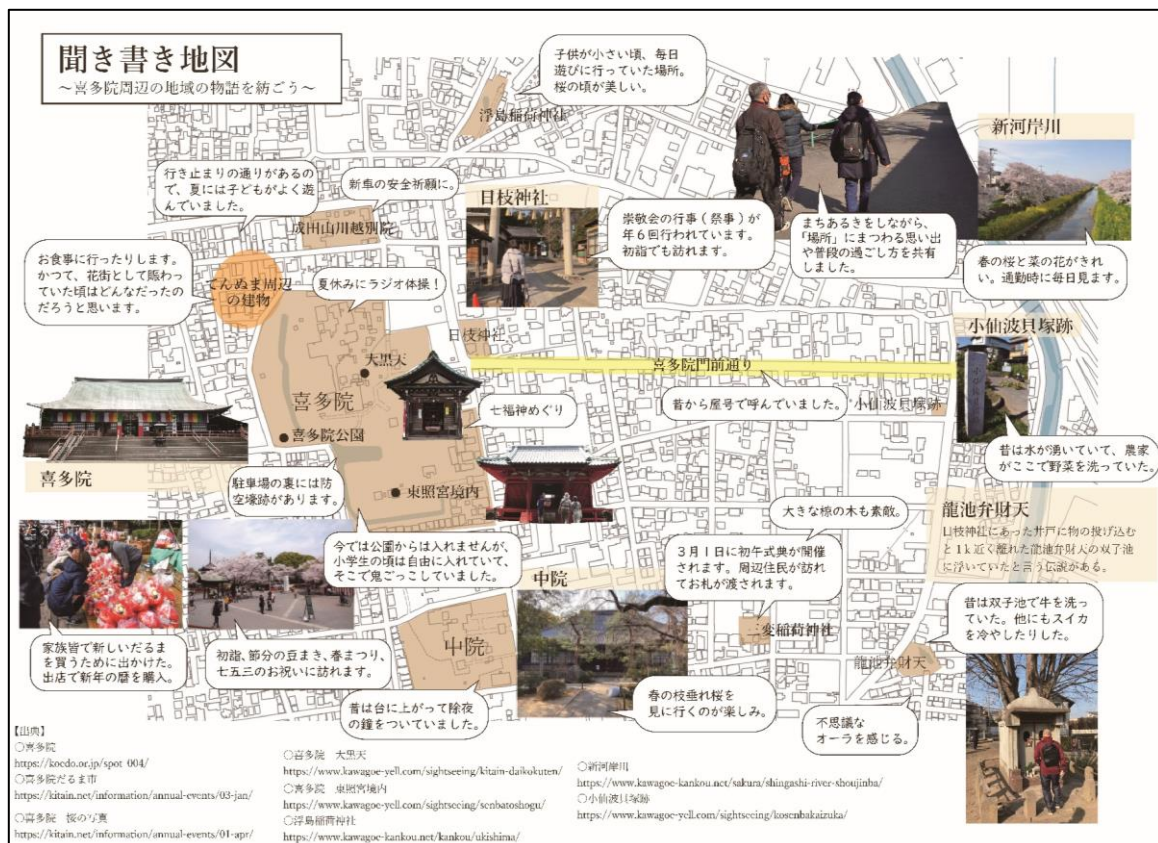 聞き書き地図
～喜多院周辺の地域の物語を紡ごう～
子供が小さい頃、毎日
遊びに行っていた場所。
桜の頃が美しい。
浮島稲荷神社
新河岸川
行き止まりの通りがあるの
で、夏には子どもがよく遊
んでいました。
新車の安全祈願に。
成田山川越別院
日枝神社
崇敬会の行事（祭事）が
年６回行われています。
初詣でも訪れます。
まちあるきをしながら、
「場所」にまつわる思い出
や普段の過ごし方を共有
しました。
春の桜と菜の花がきれ
い。通勤時に毎日見ます。
お食事に行ったりします。
かつて、花街として賑わっ
ていた頃はどんなだったの
だろうと思います。
てんぬま周辺
の建物
夏休みにラジオ体操！
日枝神社
小仙波貝塚跡
大黒天
喜多院門前通り
喜多院
七福神めぐり
昔から屋号で呼んでいました。
小仙波貝塚跡
喜多院公園
昔は水が湧いていて、農家
がここで野菜を洗っていた。
喜多院
駐車場の裏には防
空壕跡があります。
東照宮境内
大きな椋の木も素敵。
龍池弁財天
日枝神社にあった井戸に物の投げ込む
と1k近く離れた龍池弁財天の双子池
に浮いていたと言う伝説がある。
今では公園からは入れませんが、
小学生の頃は自由に入れていて、
そこで鬼ごっこしていました。
３月１日に初午式典が開催
されます。周辺住民が訪れ
てお札が渡されます。
中院
昔は双子池で牛を洗っ
ていた。他にもスイカ
を冷やしたりした。
中院
三変稲荷神社
龍池弁財天
家族皆で新しいだるま
を買うために出かけた。
出店で新年の暦を購入。
初詣、節分の豆まき、春まつり、
七五三のお祝いに訪れます。
昔は台に上がって除夜
の鐘をついていました。
春の枝垂れ桜を
見に行くのが楽しみ。
不思議な
オーラを感じる。
【出典】
○喜多院
https://koedo.or.jp/spot_004/
○喜多院だるま市
https://kitain.net/information/annual-events/03-jan/
○喜多院　桜の写真
https://kitain.net/information/annual-events/01-apr/
○喜多院　大黒天
https://www.kawagoe-yell.com/sightseeing/kitain-daikokuten/
○喜多院　東照宮境内
https://www.kawagoe-yell.com/sightseeing/senbatoshogu/
○浮島稲荷神社
https://www.kawagoe-kankou.net/kankou/ukishima/
○新河岸川
https://www.kawagoe-kankou.net/sakura/shingashi-river-shoujinba/
○小仙波貝塚跡
https://www.kawagoe-yell.com/sightseeing/kosenbakaizuka/